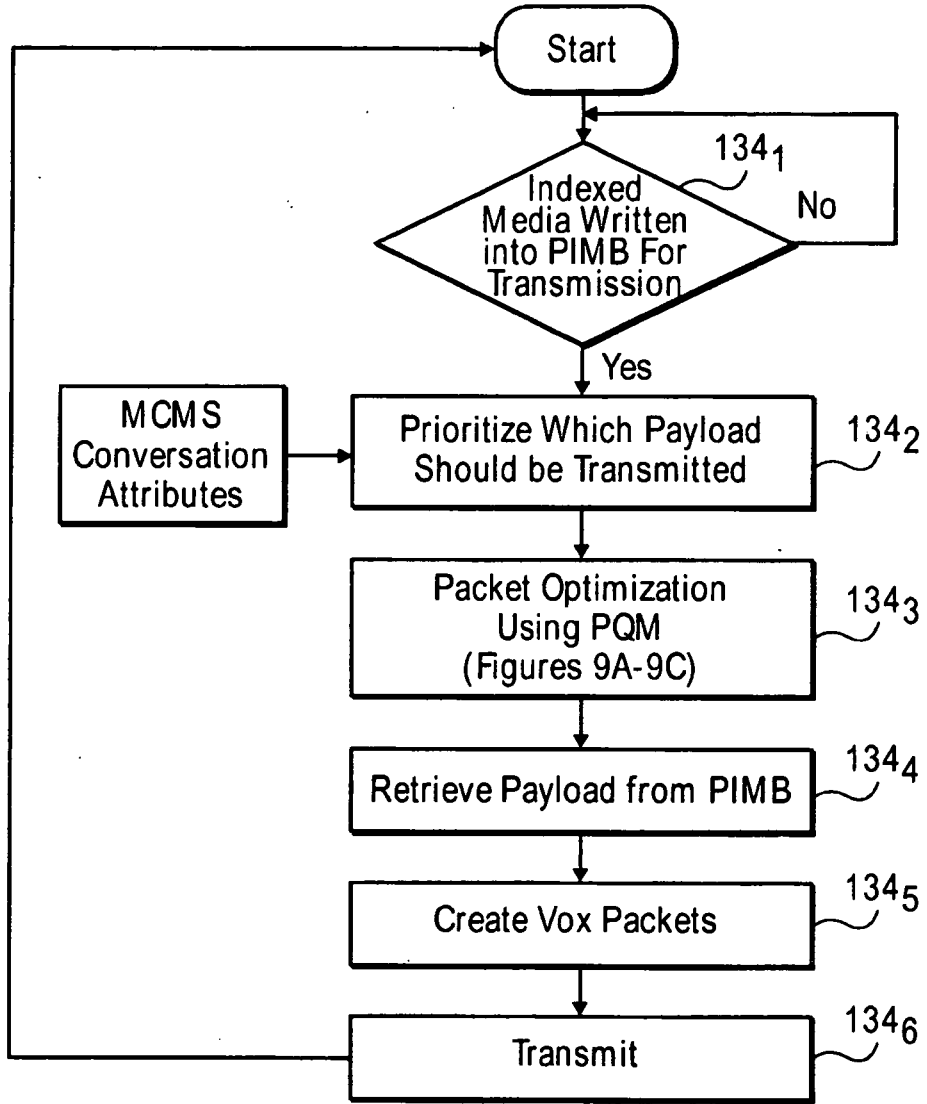 Start
134₁
Indexed
Media Written
into PIMB For
Transmission
No
Yes
MCMS
Conversation
Attributes
Prioritize Which Payload
Should be Transmitted
134₂
Packet Optimization
Using PQM
(Figures 9A-9C)
134₃
Retrieve Payload from PIMB
134₄
Create Vox Packets
134₅
Transmit
134₆